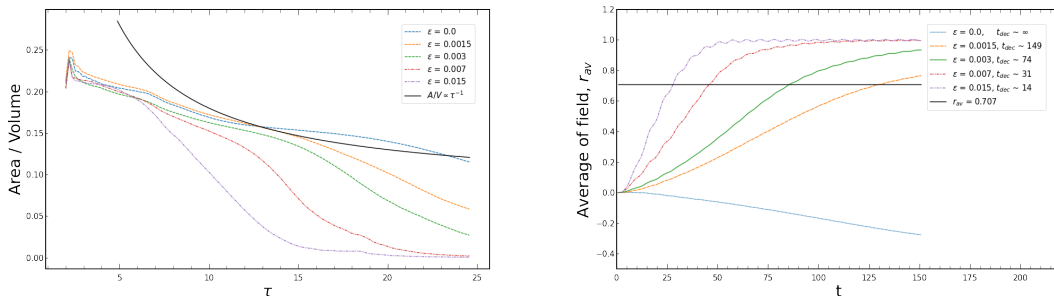 Area / Volume
0.25
0.20
0.15
0.10
0.05
0.00
5
10
15
20
25
τ
ε = 0.0
ε = 0.0015
ε = 0.003
ε = 0.007
ε = 0.015
A/V ∝ τ⁻¹
Average of field, r_av
1.2
1.0
0.8
0.6
0.4
0.2
0.0
−0.2
−0.4
0
25
50
75
100
125
150
175
200
t
ε = 0.0, t_dec ~ ∞
ε = 0.0015, t_dec ~ 149
ε = 0.003, t_dec ~ 74
ε = 0.007, t_dec ~ 31
ε = 0.015, t_dec ~ 14
r_av = 0.707